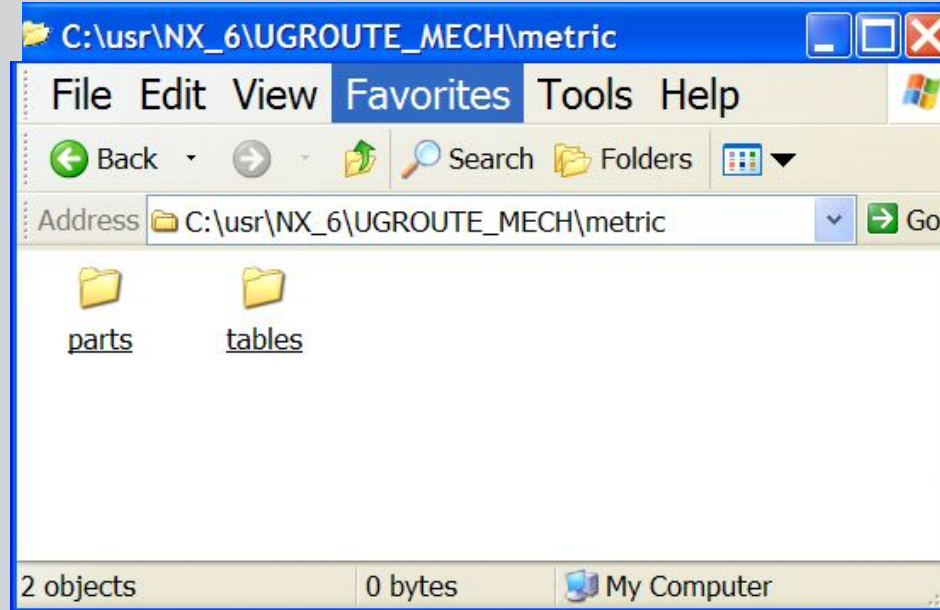 C:\usr\NX_6\UGROUTE_MECH\metric
File Edit View Favorites Tools Help
Back Search Folders
Address C:\usr\NX_6\UGROUTE_MECH\metric Go
parts tables
2 objects 0 bytes My Computer